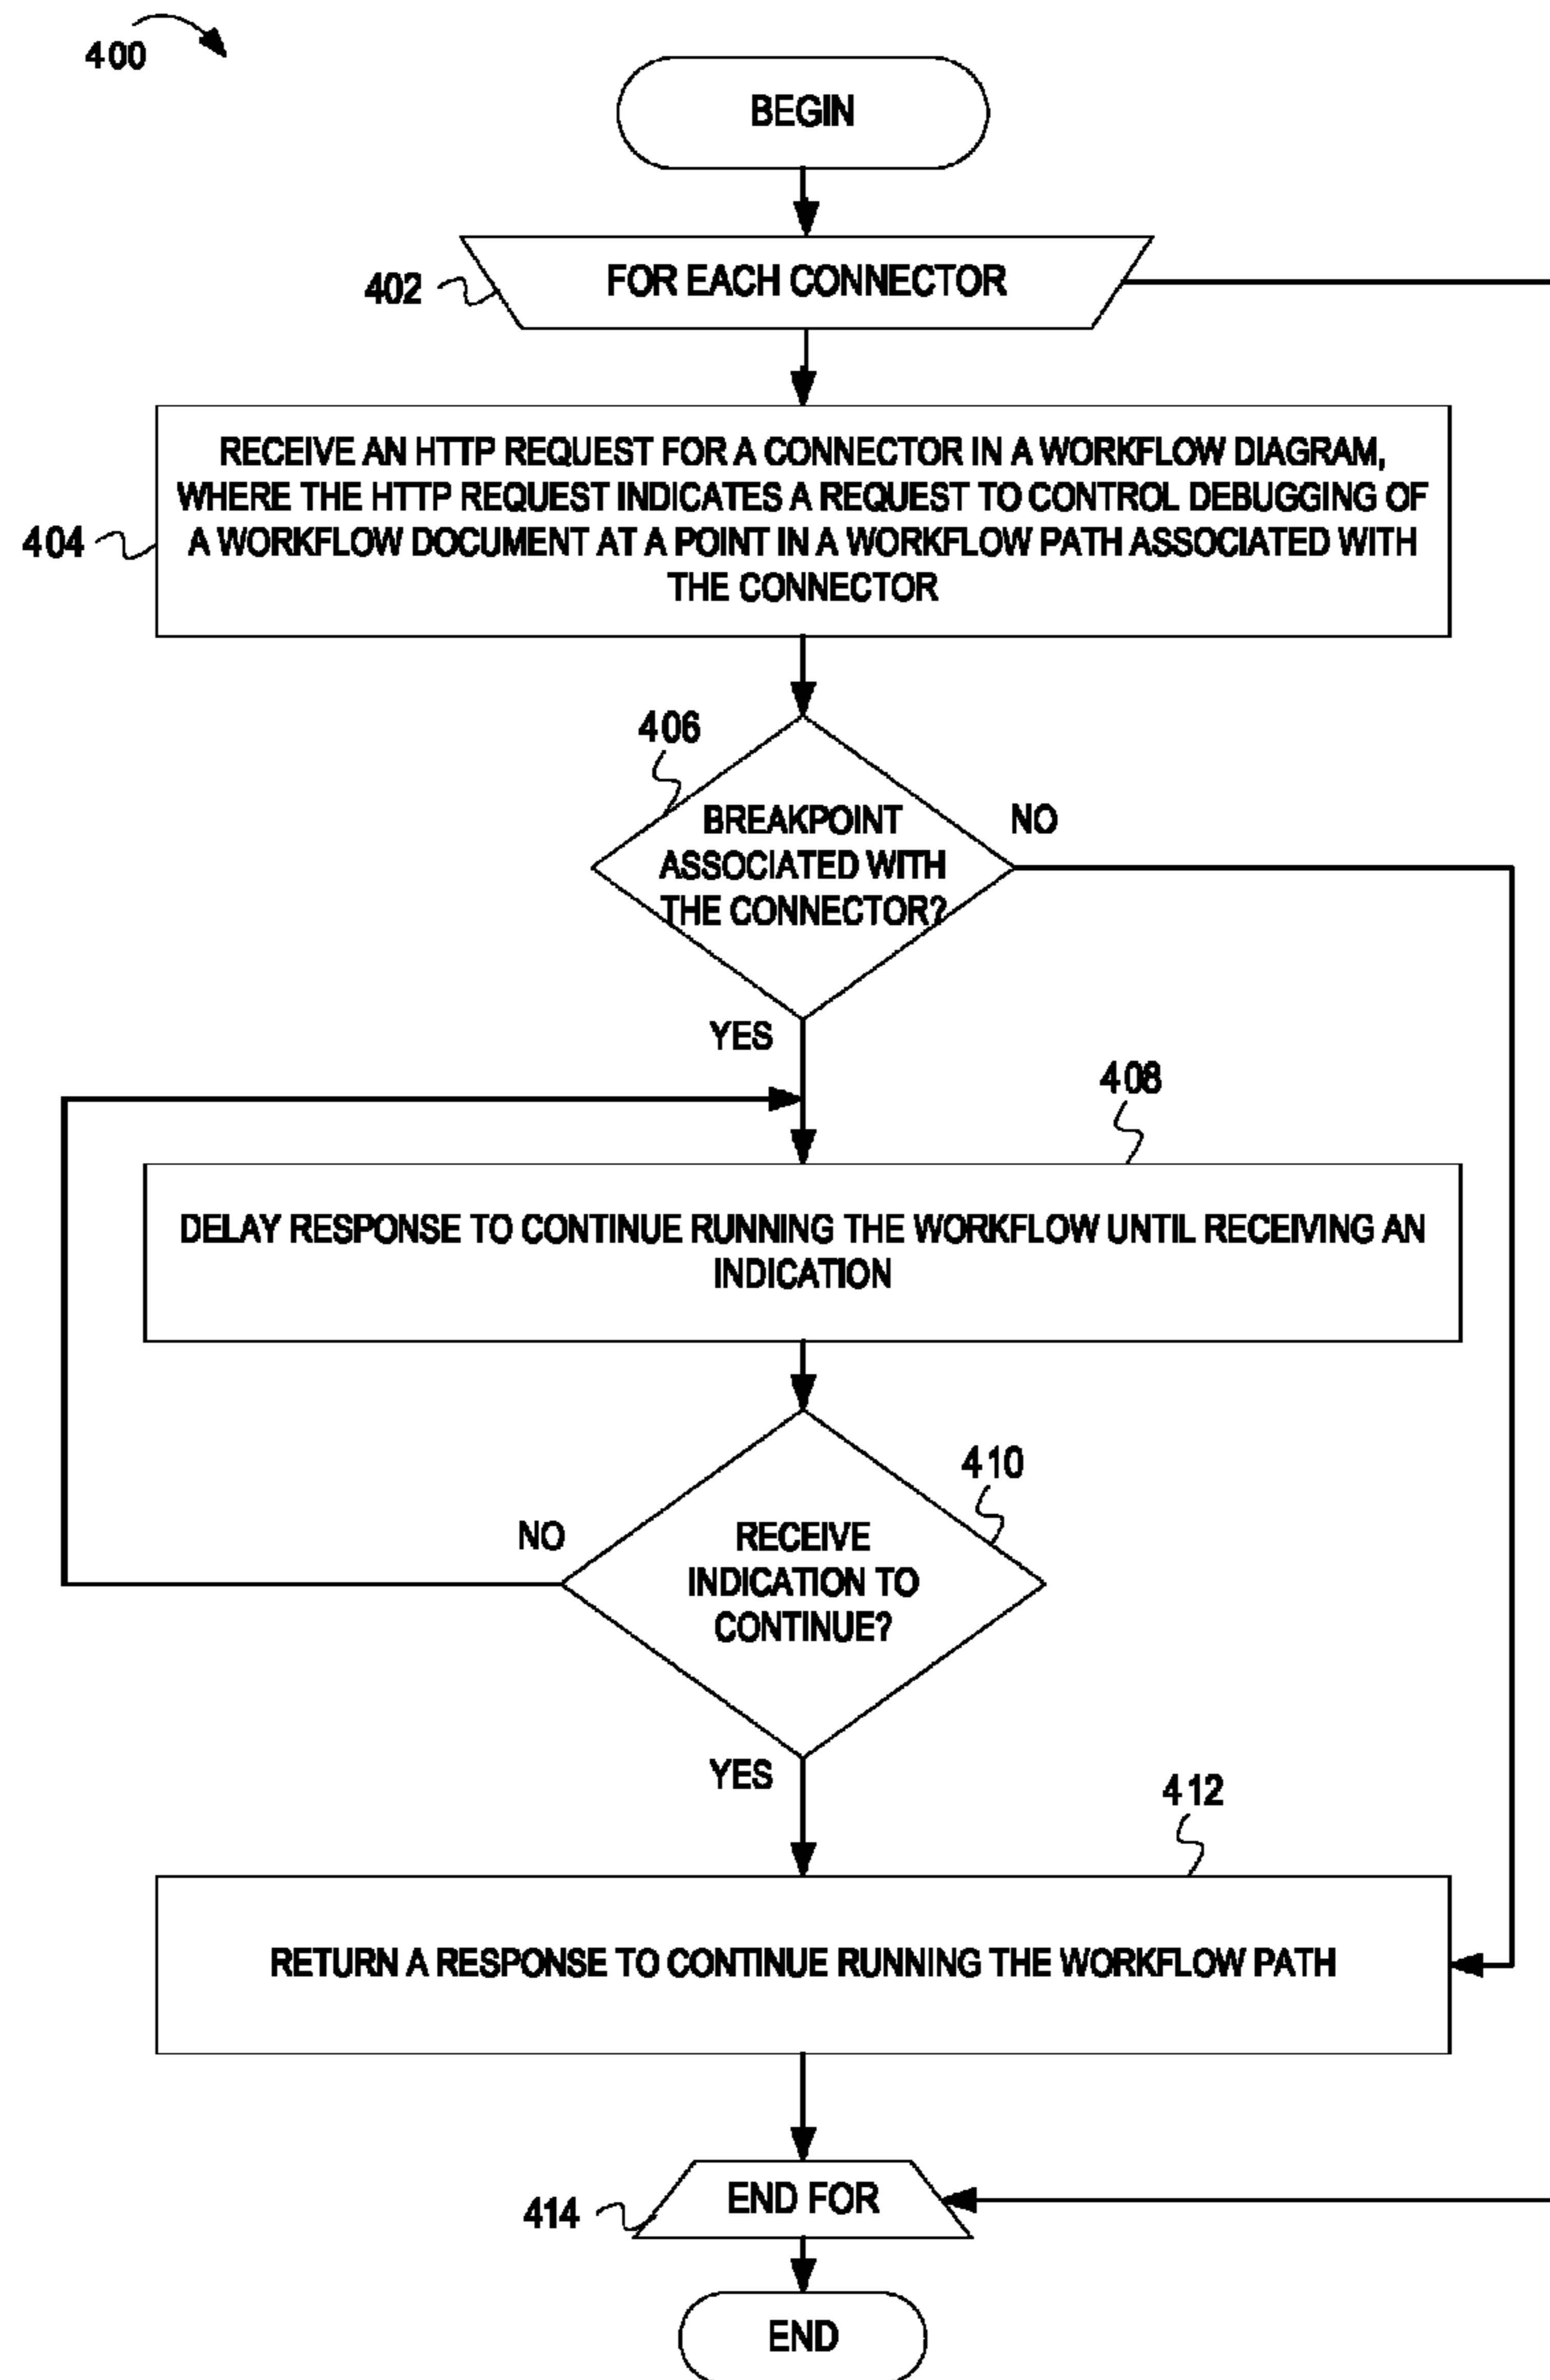 400
BEGIN
402
FOR EACH CONNECTOR
RECEIVE AN HTTP REQUEST FOR A CONNECTOR IN A WORKFLOW DIAGRAM,
WHERE THE HTTP REQUEST INDICATES A REQUEST TO CONTROL DEBUGGING OF
404
A WORKFLOW DOCUMENT AT A POINT IN A WORKFLOW PATH ASSOCIATED WITH
THE CONNECTOR
406
BREAKPOINT
ASSOCIATED WITH
THE CONNECTOR?
NO
YES
408
DELAY RESPONSE TO CONTINUE RUNNING THE WORKFLOW UNTIL RECEIVING AN
INDICATION
410
NO
RECEIVE
INDICATION TO
CONTINUE?
YES
412
RETURN A RESPONSE TO CONTINUE RUNNING THE WORKFLOW PATH
414
END FOR
END